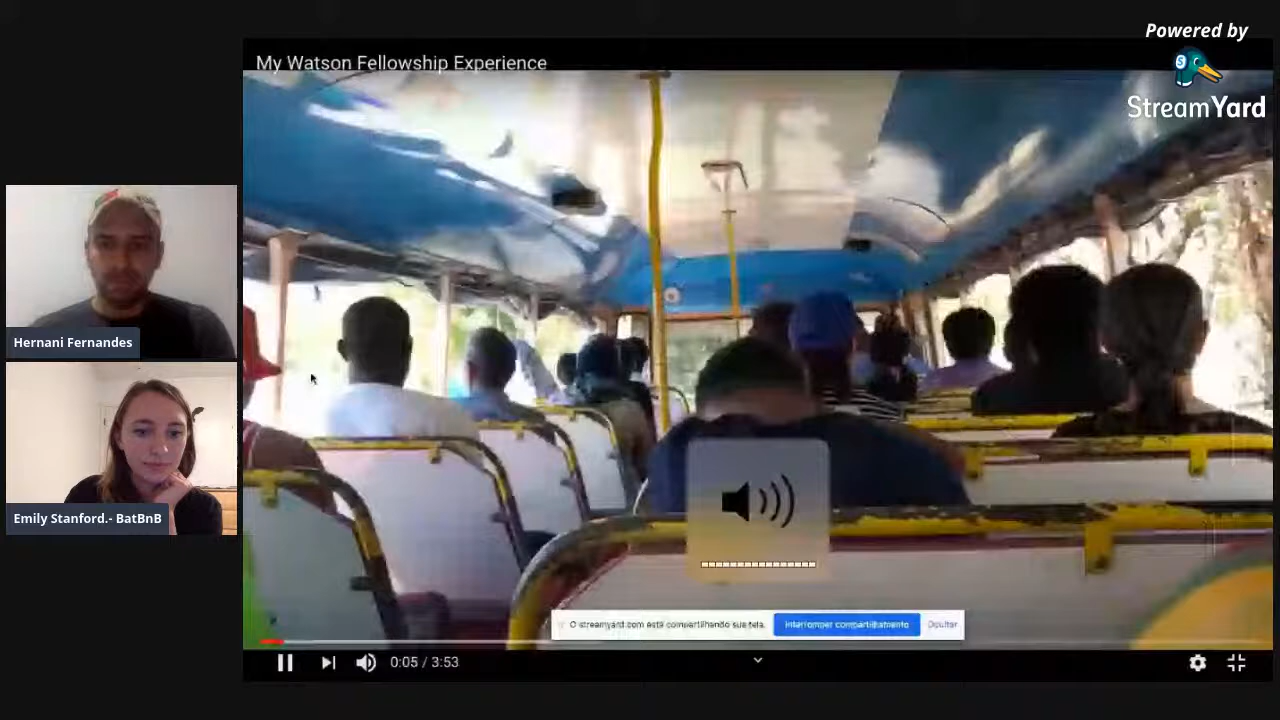 Powered by
StreamYard
My Watson Fellowship Experience
Hernani Fernandes
Emily Stanford.- BatBnB
O streamyard.com está compartilhando sua tela.
Interromper compartilhamento
Ocultar
0:05 / 3:53